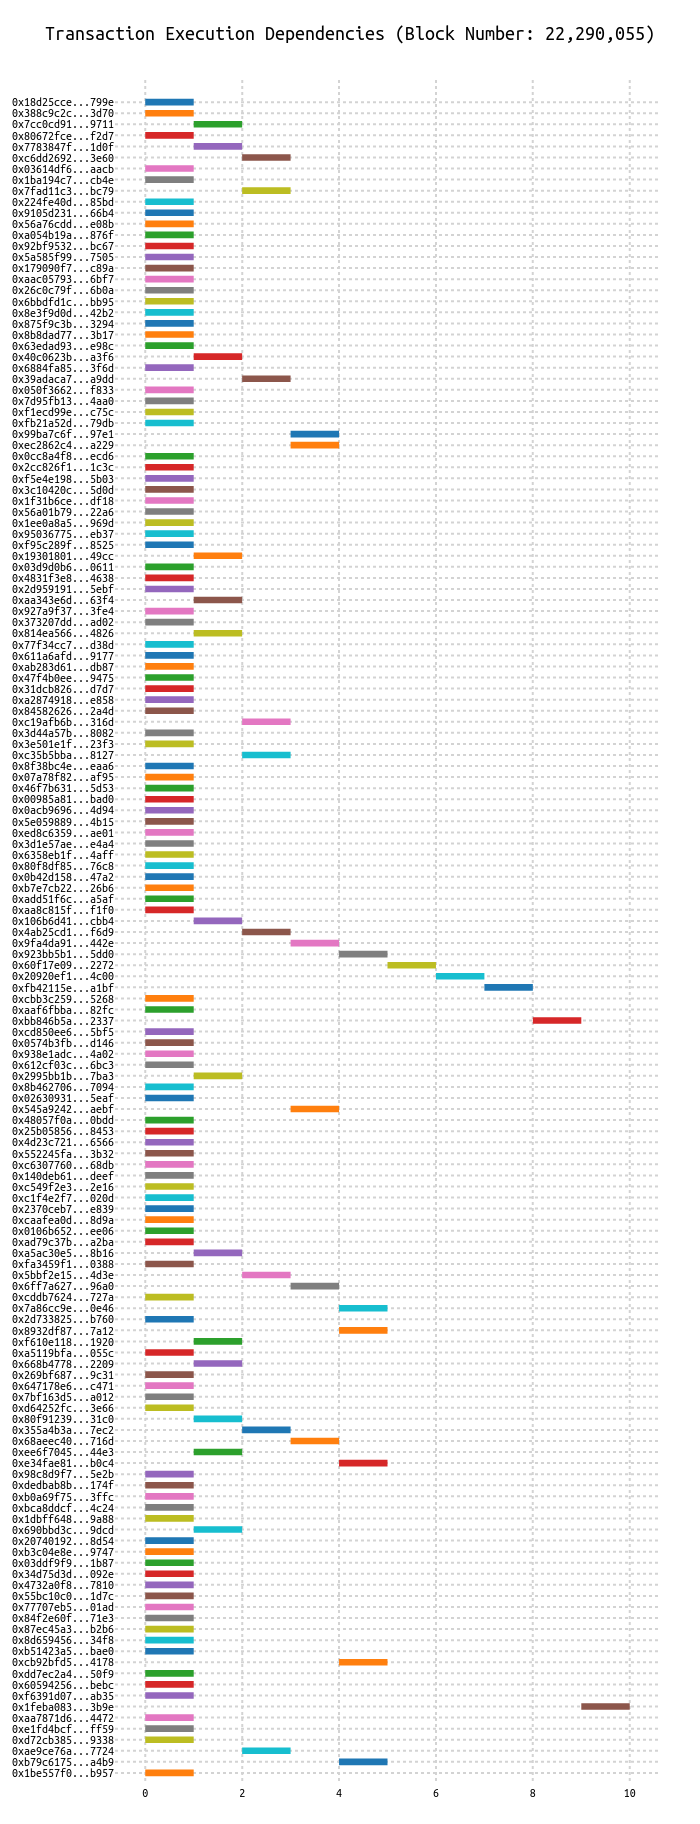 Transaction Execution Dependencies (Block Number: 22,290,055)
0x18d25cce...799e
0x388c9c2c...3d70
0x7cc0cd91...9711
0x80672fce...f2d7
0x7783847f...1d0f
0xc6dd2692...3e60
0x03614df6...aacb
0x1ba194c7...cb4e
0x7fad11c3...bc79
0x224fe40d...85bd
0x9105d231...66b4
0x56a76cdd...e08b
0xa054b19a...876f
0x92bf9532...bc67
0x5a585f99...7505
0x179090f7...c89a
0xaac05793...6bf7
0x26c0c79f...6b0a
0x6bbdfd1c...bb95
0x8e3f9d0d...42b2
0x875f9c3b...3294
0x8b8dad77...3b17
0x63edad93...e98c
0x40c0623b...a3f6
0x6884fa85...3f6d
0x39adaca7...a9dd
0x050f3662...f833
0x7d95fb13...4aa0
0xf1ecd99e...c75c
0xfb21a52d...79db
0x99ba7c6f...97e1
0xec2862c4...a229
0x0cc8a4f8...ecd6
0x2cc826f1...1c3c
0xf5e4e198...5b03
0x3c10420c...5d0d
0x1f31b6ce...df18
0x56a01b79...22a6
0x1ee0a8a5...969d
0x95036775...eb37
0xf95c289f...8525
0x19301801...49cc
0x03d9d0b6...0611
0x4831f3e8...4638
0x2d959191...5ebf
0xaa343e6d...63f4
0x927a9f37...3fe4
0x373207dd...ad02
0x814ea566...4826
0x77f34cc7...d38d
0x611a6afd...9177
0xab283d61...db87
0x47f4b0ee...9475
0x31dcb826...d7d7
0xa2874918...e858
0x84582626...2a4d
0xc19afb6b...316d
0x3d44a57b...8082
0x3e501e1f...23f3
0xc35b5bba...8127
0x8f38bc4e...eaa6
0x07a78f82...af95
0x46f7b631...5d53
0x00985a81...bad0
0x0acb9696...4d94
0x5e059889...4b15
0xed8c6359...ae01
0x3d1e57ae...e4a4
0x6358eb1f...4aff
0x80f8df85...76c8
0x0b42d158...47a2
0xb7e7cb22...26b6
0xadd51f6c...a5af
0xaa8c815f...f1f0
0x106b6d41...cbb4
0x4ab25cd1...f6d9
0x9fa4da91...442e
0x923bb5b1...5dd0
0x60f17e09...2272
0x20920ef1...4c00
0xfb42115e...a1bf
0xcbb3c259...5268
0xaaf6fbba...82fc
0xbb846b5a...2337
0xcd850ee6...5bf5
0x0574b3fb...d146
0x938e1adc...4a02
0x612cf03c...6bc3
0x2995bb1b...7ba3
0x8b462706...7094
0x02630931...5eaf
0x545a9242...aebf
0x48057f0a...0bdd
0x25b05856...8453
0x4d23c721...6566
0x552245fa...3b32
0xc6307760...68db
0x140deb61...deef
0xc549f2e3...2e16
0xc1f4e2f7...020d
0x2370ceb7...e839
0xcaafea0d...8d9a
0x0106b652...ee06
0xad79c37b...a2ba
0xa5ac30e5...8b16
0xfa3459f1...0388
0x5bbf2e15...4d3e
0x6ff7a627...96a0
0xcddb7624...727a
0x7a86cc9e...0e46
0x2d733825...b760
0x8932df87...7a12
0xf610e118...1920
0xa5119bfa...055c
0x668b4778...2209
0x269bf687...9c31
0x647178e6...c471
0x7bf163d5...a012
0xd64252fc...3e66
0x80f91239...31c0
0x355a4b3a...7ec2
0x68aeec40...716d
0xee6f7045...44e3
0xe34fae81...b0c4
0x98c8d9f7...5e2b
0xdedbab8b...174f
0xb0a69f75...3ffc
0xbca8ddcf...4c24
0x1dbff648...9a88
0x690bbd3c...9dcd
0x20740192...8d54
0xb3c04e8e...9747
0x03ddf9f9...1b87
0x34d75d3d...092e
0x4732a0f8...7810
0x55bc10c0...1d7c
0x77707eb5...01ad
0x84f2e60f...71e3
0x87ec45a3...b2b6
0x8d659456...34f8
0xb51423a5...bae0
0xcb92bfd5...4178
0xdd7ec2a4...50f9
0x60594256...bebc
0xf6391d07...ab35
0x1feba083...3b9e
0xaa7871d6...4472
0xe1fd4bcf...ff59
0xd72cb385...9338
0xae9ce76a...7724
0xb79c6175...a4b9
0x1be557f0...b957
0 2 4 6 8 10